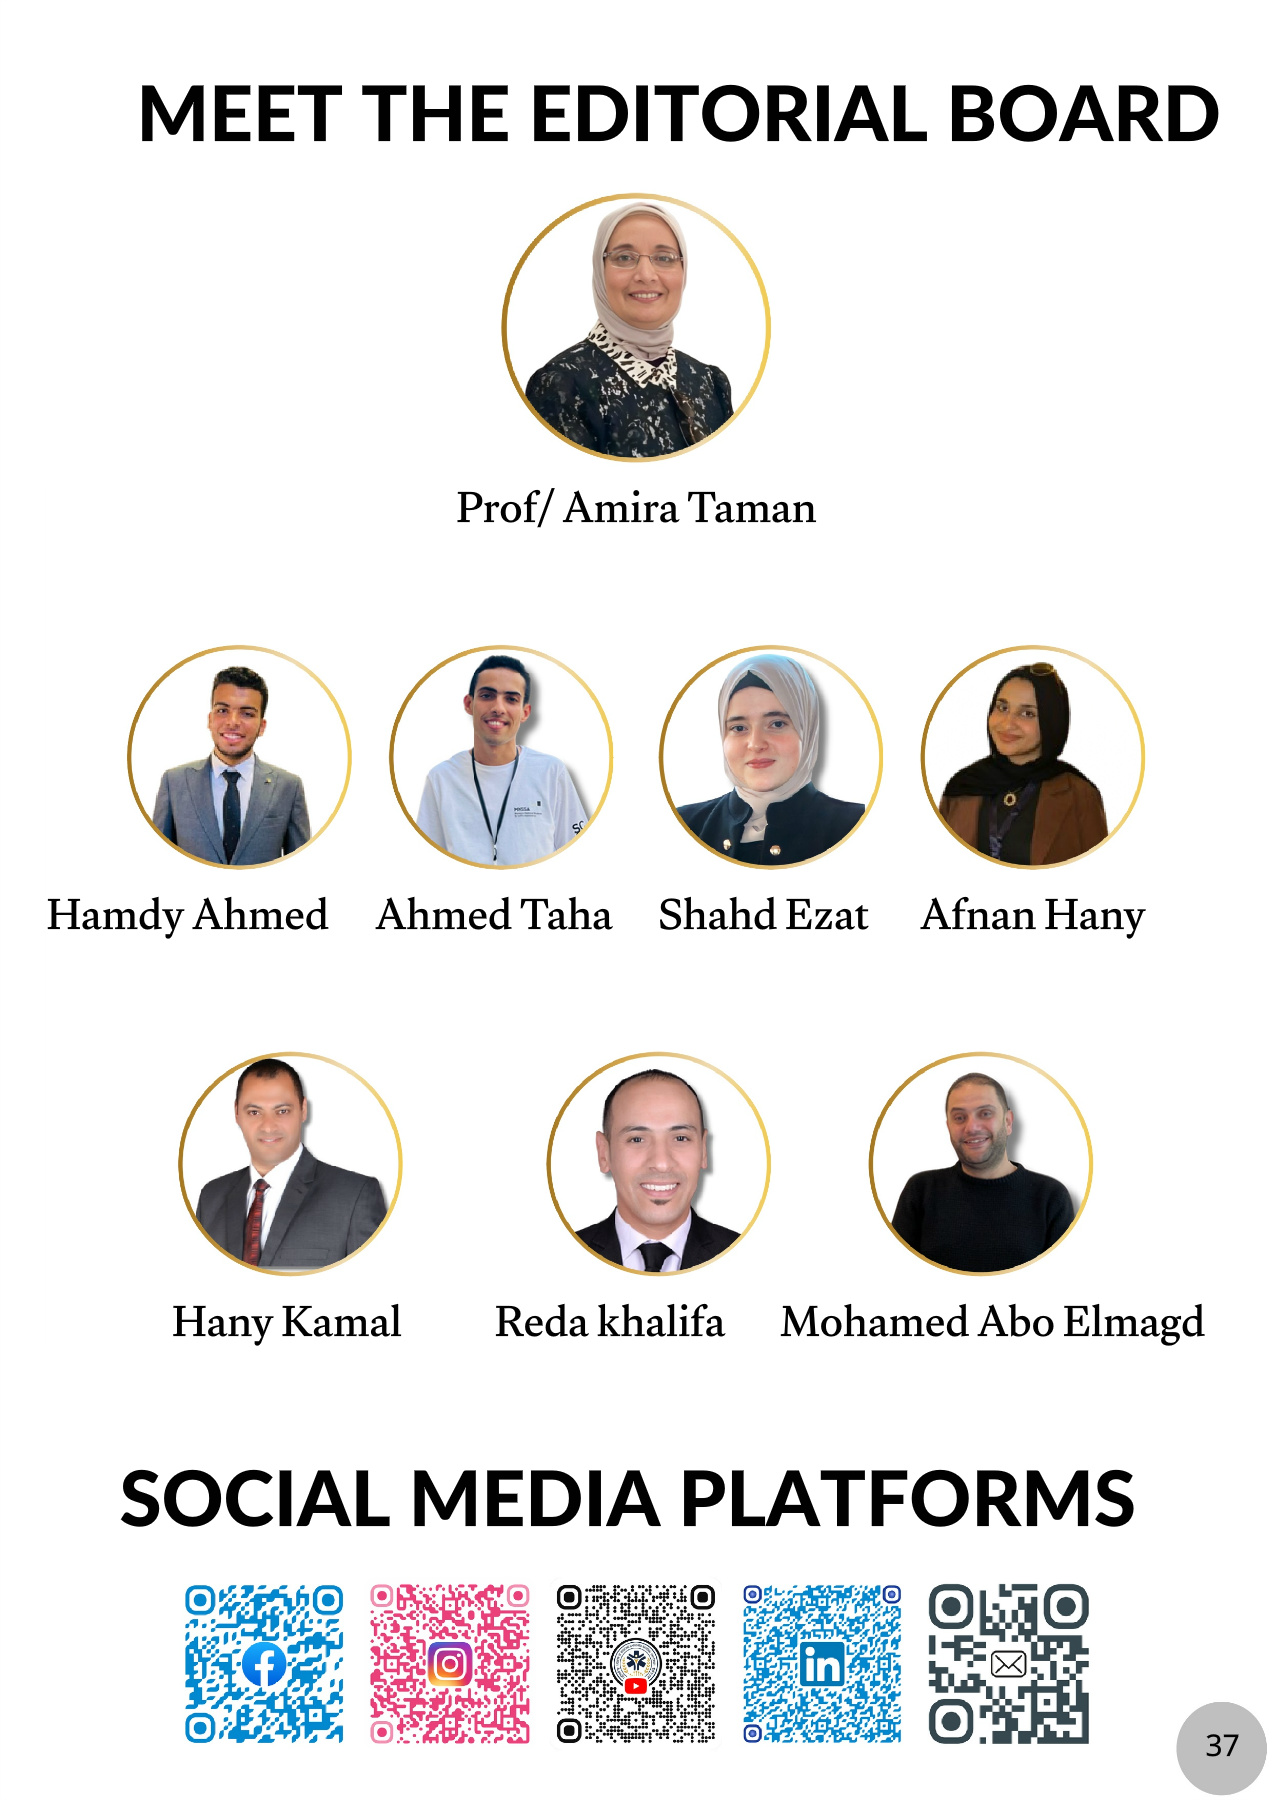 MEET THE EDITORIAL BOARD
Prof/ Amira Taman
Hamdy Ahmed
Ahmed Taha
Shahd Ezat
Afnan Hany
Hany Kamal
Reda khalifa
Mohamed Abo Elmagd
SOCIAL MEDIA PLATFORMS
in
37